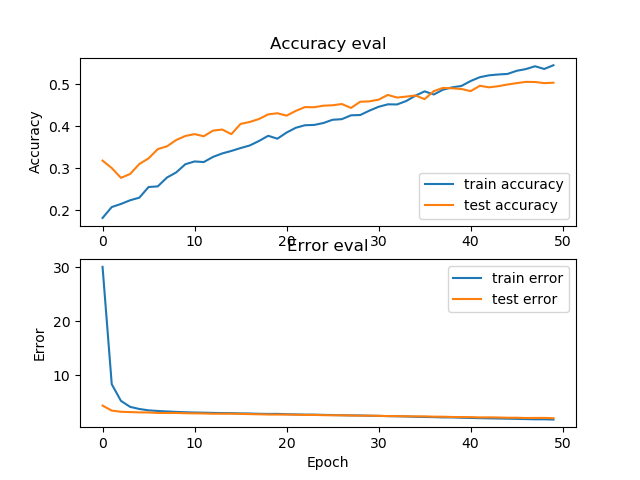 Accuracy eval
Accuracy
0.5
0.4
0.3
0.2
train accuracy
test accuracy
0 10 20 30 40 50
Error eval
Error
30
20
10
train error
test error
0 10 20 30 40 50
Epoch